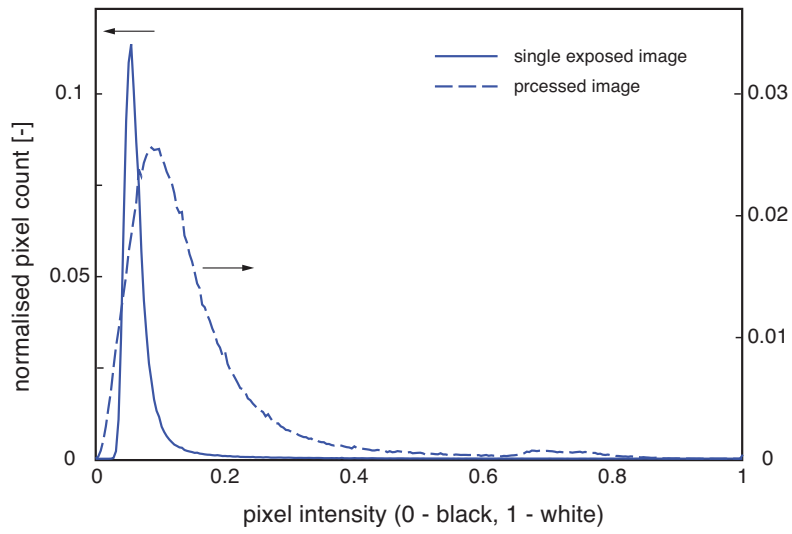 single exposed image
prcessed image
0.1
0.05
0
0.03
0.02
0.01
0
normalised pixel count [-]
0 0.2 0.4 0.6 0.8 1
pixel intensity (0 - black, 1 - white)